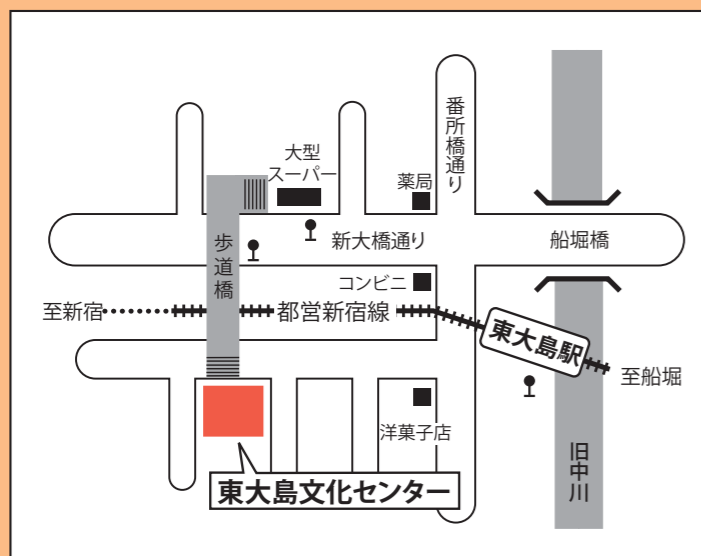 番所橋通り
大型
スーパー
薬局
歩道橋
新大橋通り
船堀橋
コンビニ
至新宿
都営新宿線
東大島駅
至船堀
洋菓子店
旧中川
東大島文化センター